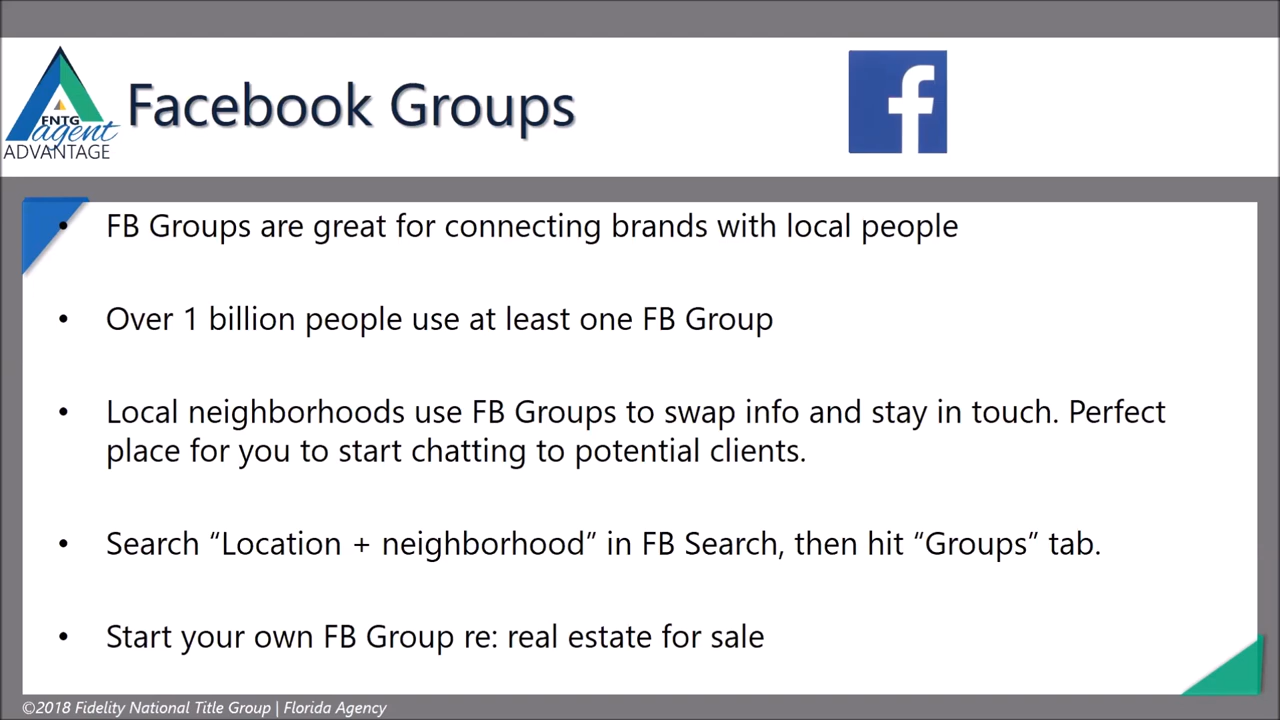 FNTG
agent
ADVANTAGE
Facebook Groups
f
• FB Groups are great for connecting brands with local people
• Over 1 billion people use at least one FB Group
• Local neighborhoods use FB Groups to swap info and stay in touch. Perfect
place for you to start chatting to potential clients.
• Search “Location + neighborhood” in FB Search, then hit “Groups” tab.
• Start your own FB Group re: real estate for sale
©2018 Fidelity National Title Group | Florida Agency